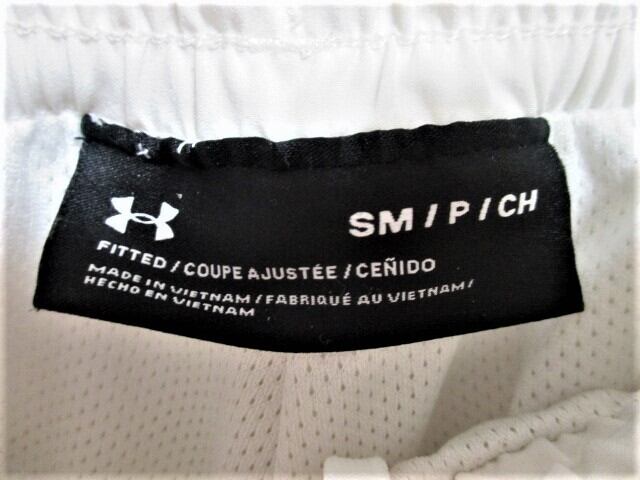 SM / P / CH
FITTED / COUPE AJUSTÉE / CEÑIDO
MADE IN VIETNAM / FABRIQUÉ AU VIETNAM /
HECHO EN VIETNAM